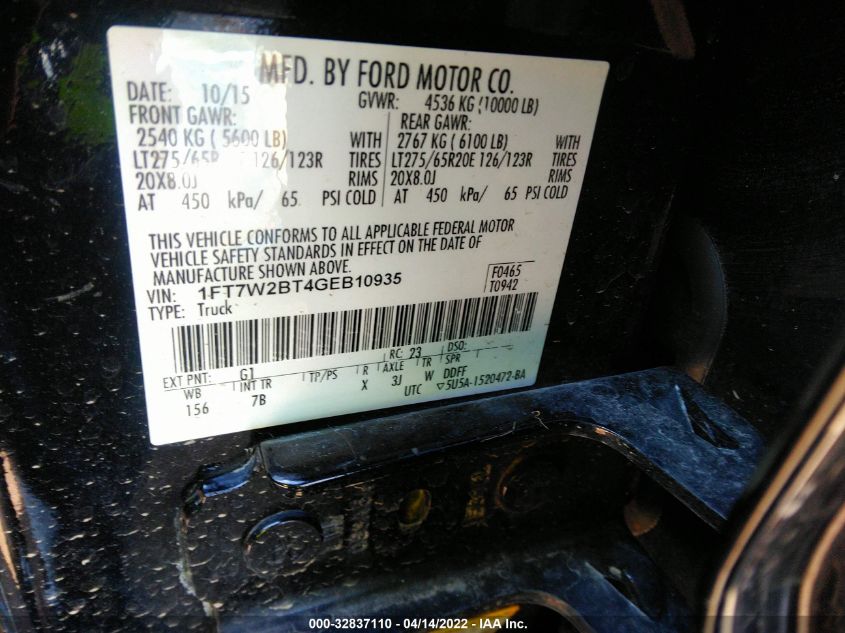 MFD. BY FORD MOTOR CO.
DATE: 10/15 GVWR: 4536 KG (10000 LB)
FRONT GAWR: REAR GAWR:
2540 KG ( 5600 LB) WITH 2767 KG ( 6100 LB) WITH
LT275/65R 126/123R TIRES LT275/65R20E 126/123R TIRES
20X8.0J RIMS 20X8.0J RIMS
AT 450 kPa/ 65 PSI COLD AT 450 kPa/ 65 PSI COLD
THIS VEHICLE CONFORMS TO ALL APPLICABLE FEDERAL MOTOR
VEHICLE SAFETY STANDARDS IN EFFECT ON THE DATE OF
MANUFACTURE SHOWN ABOVE.
VIN: 1FT7W2BT4GEB10935 F0465
TYPE: Truck T0942
RC: 23 DSO:
EXT PNT: G1
WB INT TR TP/PS R AXLE TR SPR
156 7B X 3J W DDFF
UTC ▽5U5A-1520472-BA
000-32837110 - 04/14/2022 - IAA Inc.